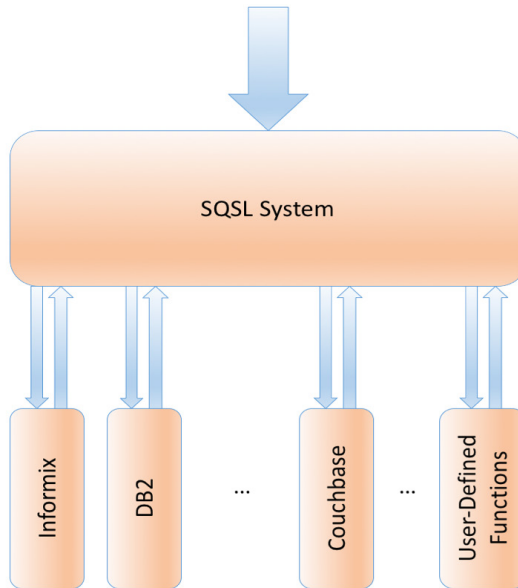 SQSL System
Informix
DB2
...
Couchbase
...
User-Defined
Functions